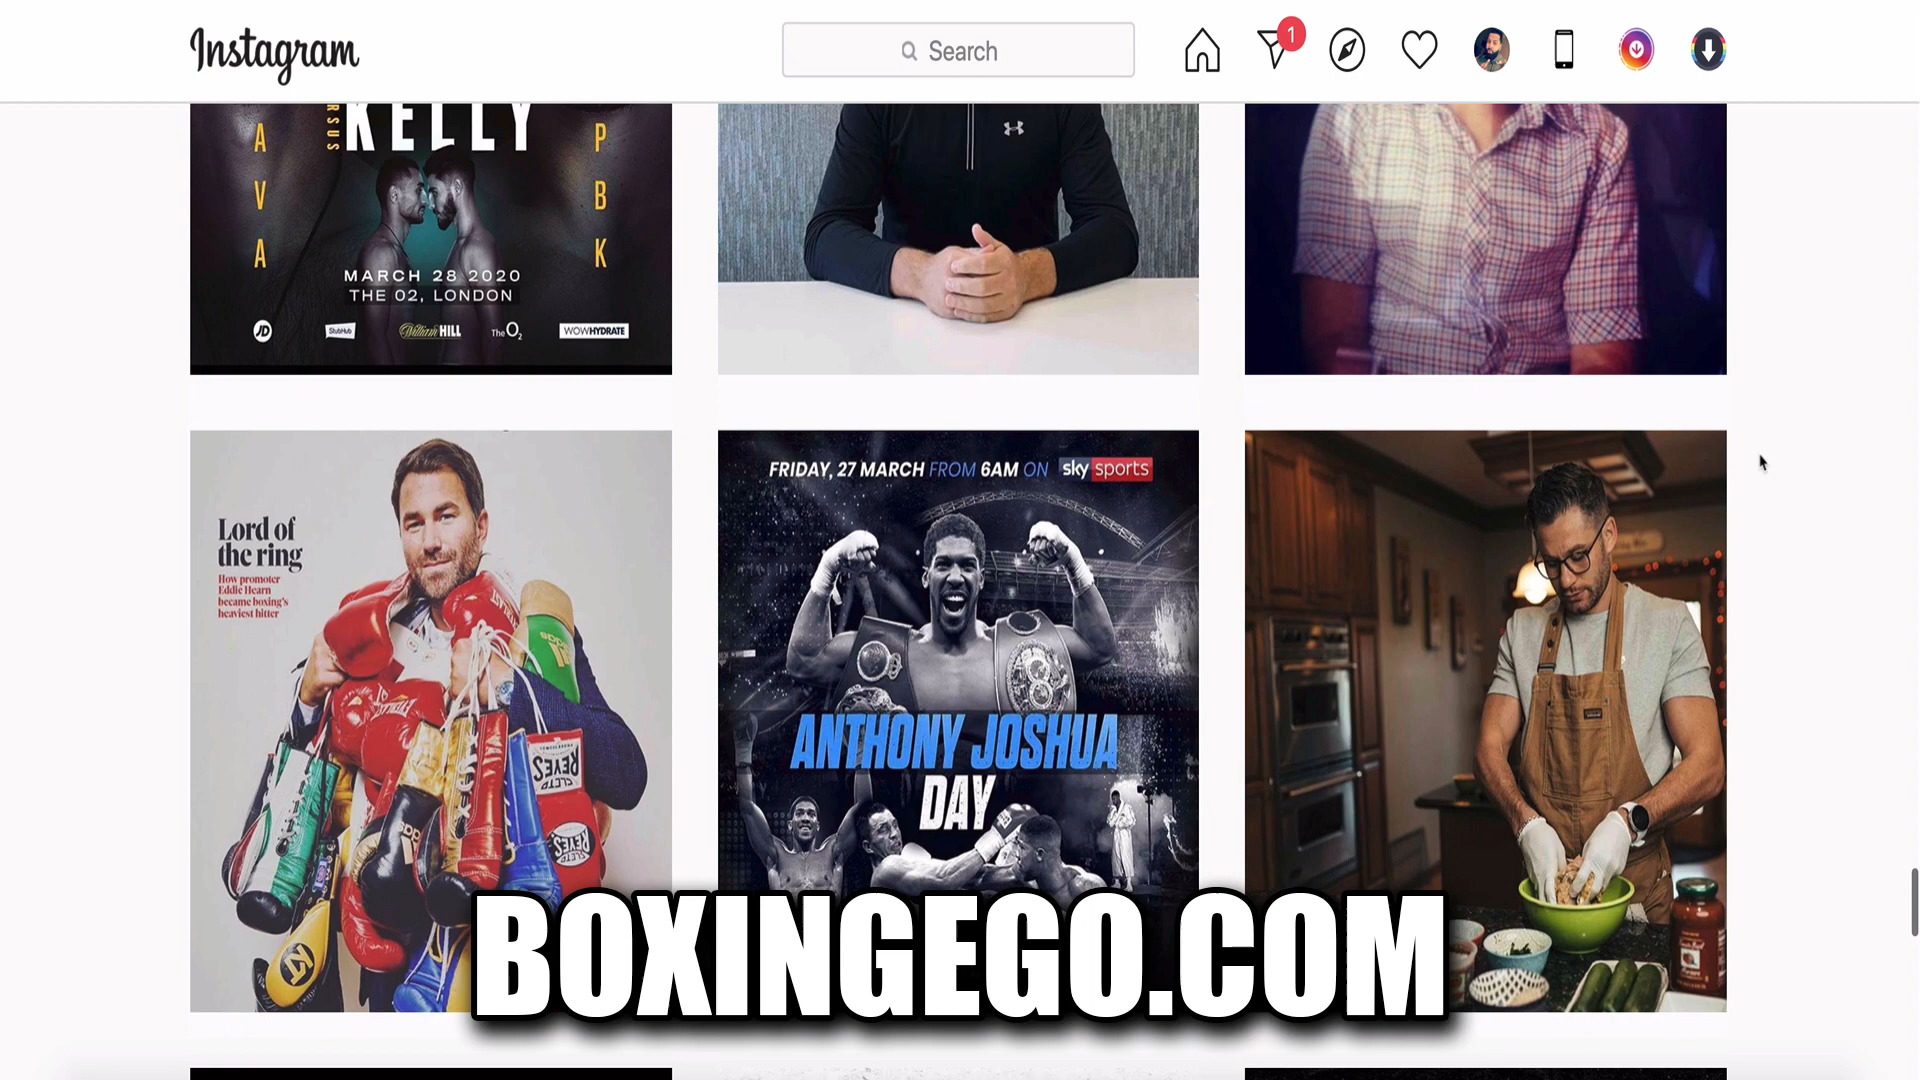 Instagram
Search
1
RSUS
KELLY
A
V
A
P
B
K
MARCH 28 2020
THE O2, LONDON
JD
StubHub
William HILL
The O2
WOWHYDRATE
Lord of
the ring
How promoter
Eddie Hearn
became boxing's
heaviest hitter
CLETO
REYES
CLETO
REYES
FRIDAY, 27 MARCH FROM 6AM ON sky sports
ANTHONY JOSHUA
DAY
BOXINGEGO.COM